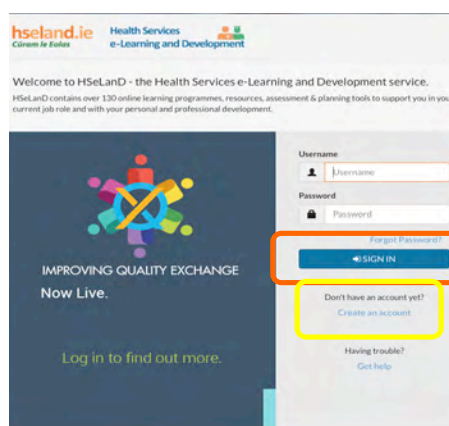 hseland.ie
Cúram le Eolas
Health Services
e-Learning and Development
Welcome to HSeLanD - the Health Services e-Learning and Development service.
HSeLanD contains over 130 online learning programmes, resources, assessment & planning tools to support you in you
current job role and with your personal and professional development.
Username
Username
Password
Password
Forgot Password?
SIGN IN
Don't have an account yet?
Create an account
Having trouble?
Get help
IMPROVING QUALITY EXCHANGE
Now Live.
Log in to find out more.